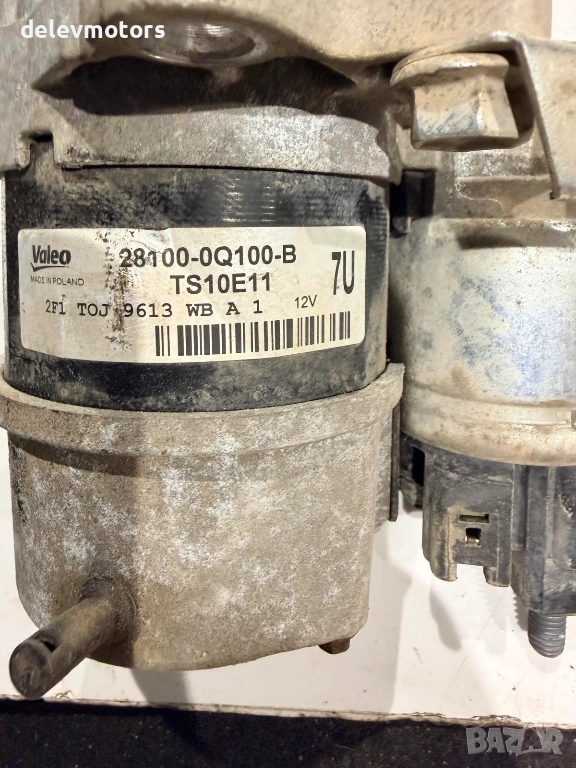 delevmotors
Valeo
MADE IN POLAND
28100-0Q100-B
TS10E11
7U
2F1 TOJ 9613 WB A 1
12V
BAZAR